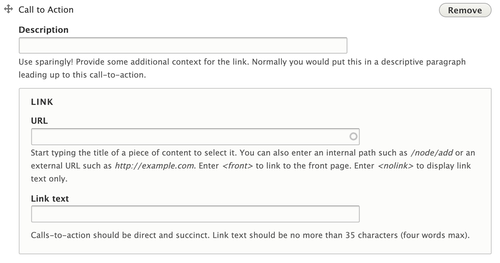 Call to Action
Remove
Description
Use sparingly! Provide some additional context for the link. Normally you would put this in a descriptive paragraph
leading up to this call-to-action.
LINK
URL
Start typing the title of a piece of content to select it. You can also enter an internal path such as /node/add or an
external URL such as http://example.com. Enter <front> to link to the front page. Enter <nolink> to display link
text only.
Link text
Calls-to-action should be direct and succinct. Link text should be no more than 35 characters (four words max).